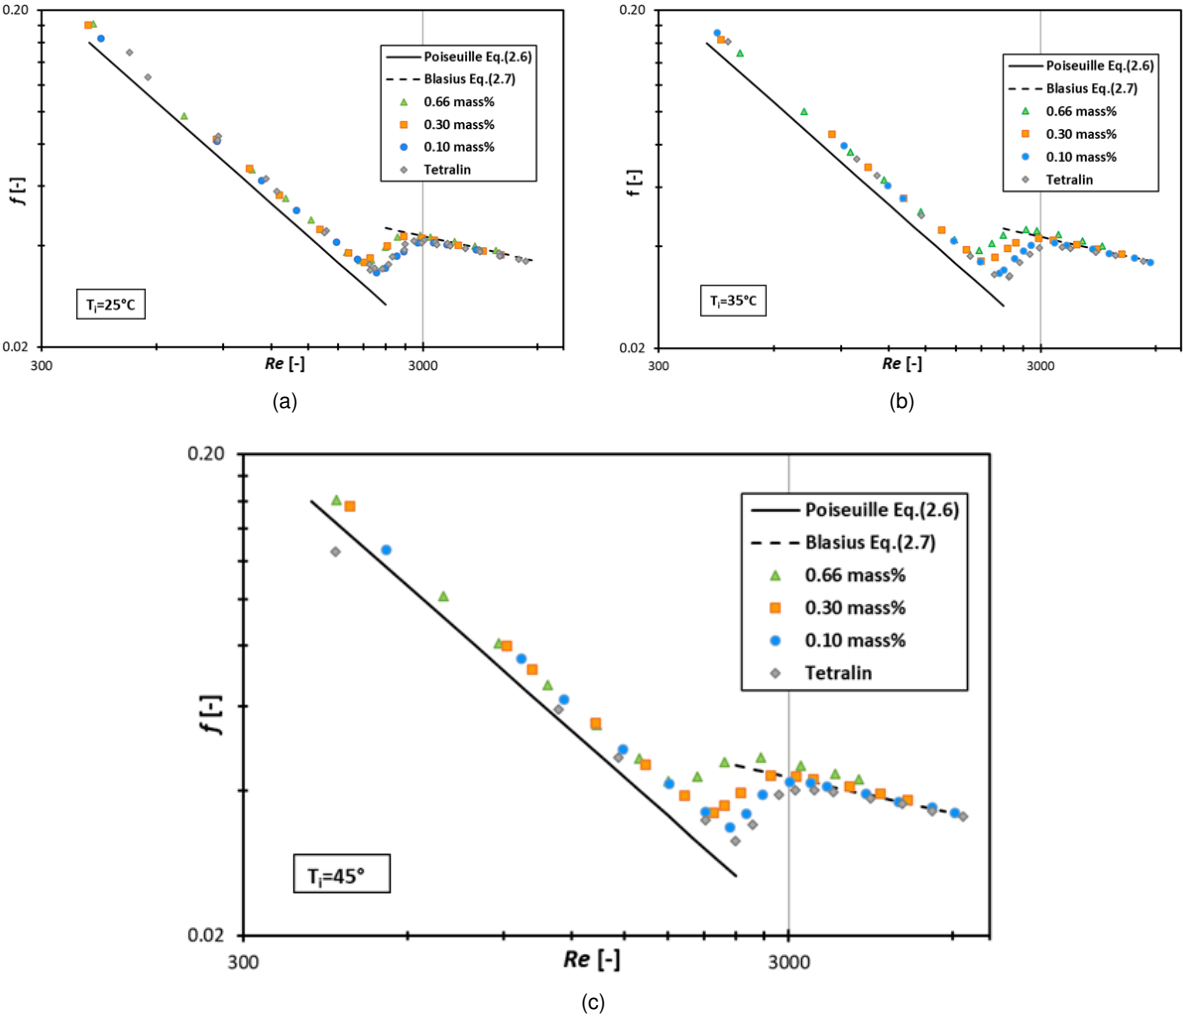 0.20
f [-]
0.02
300
Re [-]
3000
Poiseuille Eq.(2.6)
Blasius Eq.(2.7)
0.66 mass%
0.30 mass%
0.10 mass%
Tetralin
Ti=25°C
(a)
0.20
f [-]
0.02
300
Re [-]
3000
Poiseuille Eq.(2.6)
Blasius Eq.(2.7)
0.66 mass%
0.30 mass%
0.10 mass%
Tetralin
Ti=35°C
(b)
0.20
f [-]
0.02
300
Re [-]
3000
Poiseuille Eq.(2.6)
Blasius Eq.(2.7)
0.66 mass%
0.30 mass%
0.10 mass%
Tetralin
Ti=45°
(c)